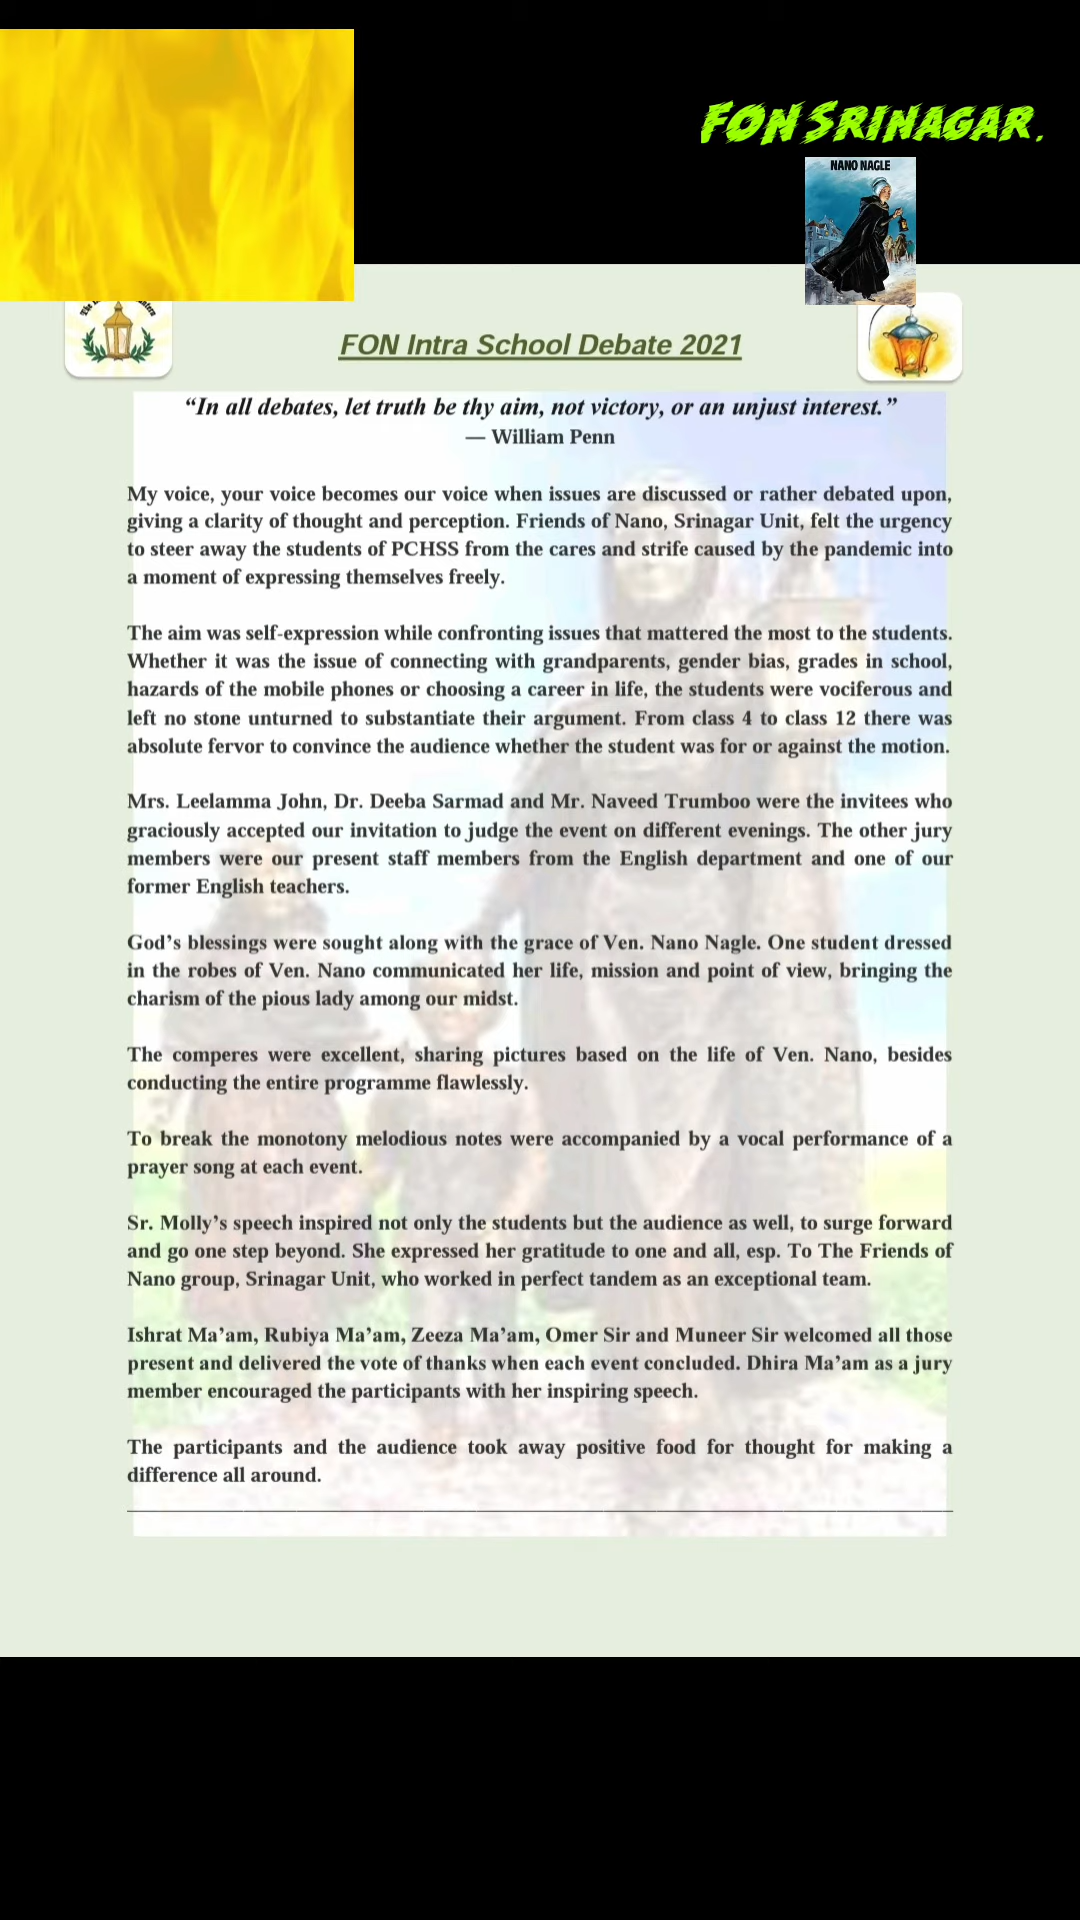 FON SRINAGAR.
NANO NAGLE
FON Intra School Debate 2021
“In all debates, let truth be thy aim, not victory, or an unjust interest.”
— William Penn
My voice, your voice becomes our voice when issues are discussed or rather debated upon,
giving a clarity of thought and perception. Friends of Nano, Srinagar Unit, felt the urgency
to steer away the students of PCHSS from the cares and strife caused by the pandemic into
a moment of expressing themselves freely.
The aim was self-expression while confronting issues that mattered the most to the students.
Whether it was the issue of connecting with grandparents, gender bias, grades in school,
hazards of the mobile phones or choosing a career in life, the students were vociferous and
left no stone unturned to substantiate their argument. From class 4 to class 12 there was
absolute fervor to convince the audience whether the student was for or against the motion.
Mrs. Leelamma John, Dr. Deeba Sarmad and Mr. Naveed Trumboo were the invitees who
graciously accepted our invitation to judge the event on different evenings. The other jury
members were our present staff members from the English department and one of our
former English teachers.
God’s blessings were sought along with the grace of Ven. Nano Nagle. One student dressed
in the robes of Ven. Nano communicated her life, mission and point of view, bringing the
charism of the pious lady among our midst.
The comperes were excellent, sharing pictures based on the life of Ven. Nano, besides
conducting the entire programme flawlessly.
To break the monotony melodious notes were accompanied by a vocal performance of a
prayer song at each event.
Sr. Molly’s speech inspired not only the students but the audience as well, to surge forward
and go one step beyond. She expressed her gratitude to one and all, esp. To The Friends of
Nano group, Srinagar Unit, who worked in perfect tandem as an exceptional team.
Ishrat Ma’am, Rubiya Ma’am, Zeeza Ma’am, Omer Sir and Muneer Sir welcomed all those
present and delivered the vote of thanks when each event concluded. Dhira Ma’am as a jury
member encouraged the participants with her inspiring speech.
The participants and the audience took away positive food for thought for making a
difference all around.